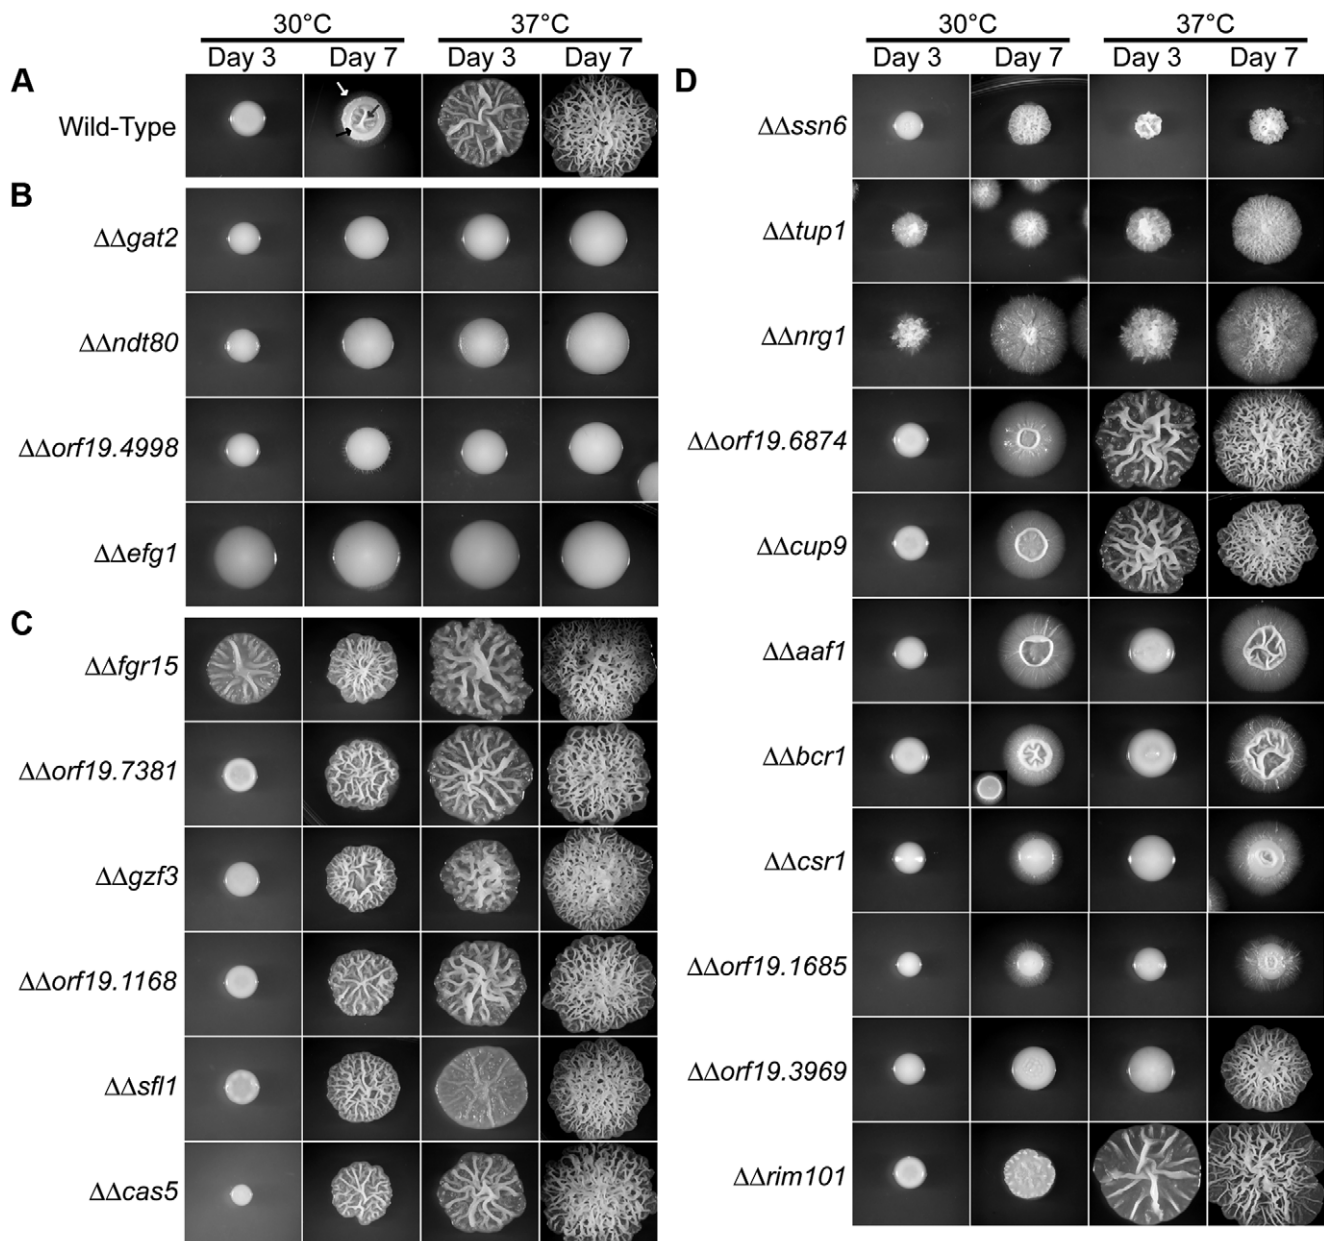 30°C 37°C
Day 3 Day 7 Day 3 Day 7
A
Wild-Type
B
ΔΔgat2
ΔΔndt80
ΔΔorf19.4998
ΔΔefg1
C
ΔΔfgr15
ΔΔorf19.7381
ΔΔgzf3
ΔΔorf19.1168
ΔΔsfl1
ΔΔcas5
30°C 37°C
Day 3 Day 7 Day 3 Day 7
D
ΔΔssn6
ΔΔtup1
ΔΔnrg1
ΔΔorf19.6874
ΔΔcup9
ΔΔaaf1
ΔΔbcr1
ΔΔcsr1
ΔΔorf19.1685
ΔΔorf19.3969
ΔΔrim101